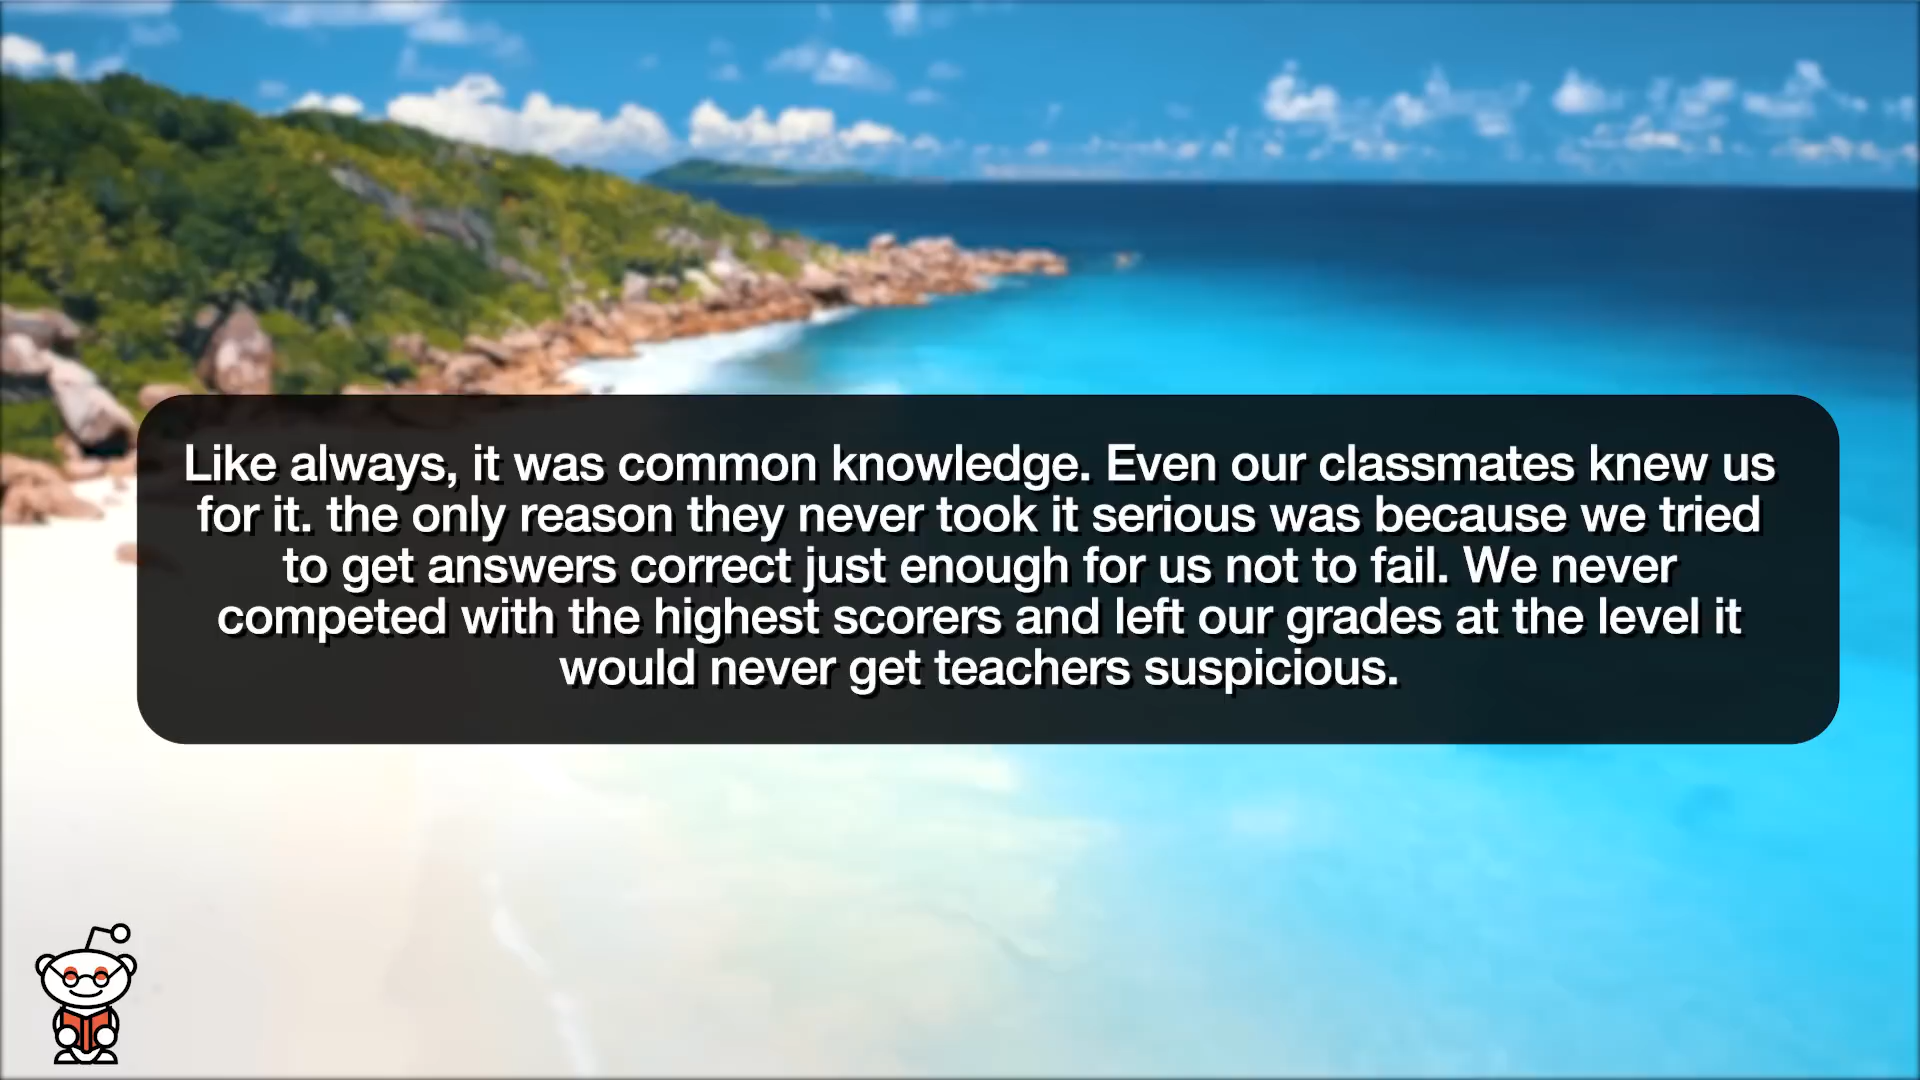 Like always, it was common knowledge. Even our classmates knew us
for it. the only reason they never took it serious was because we tried
to get answers correct just enough for us not to fail. We never
competed with the highest scorers and left our grades at the level it
would never get teachers suspicious.